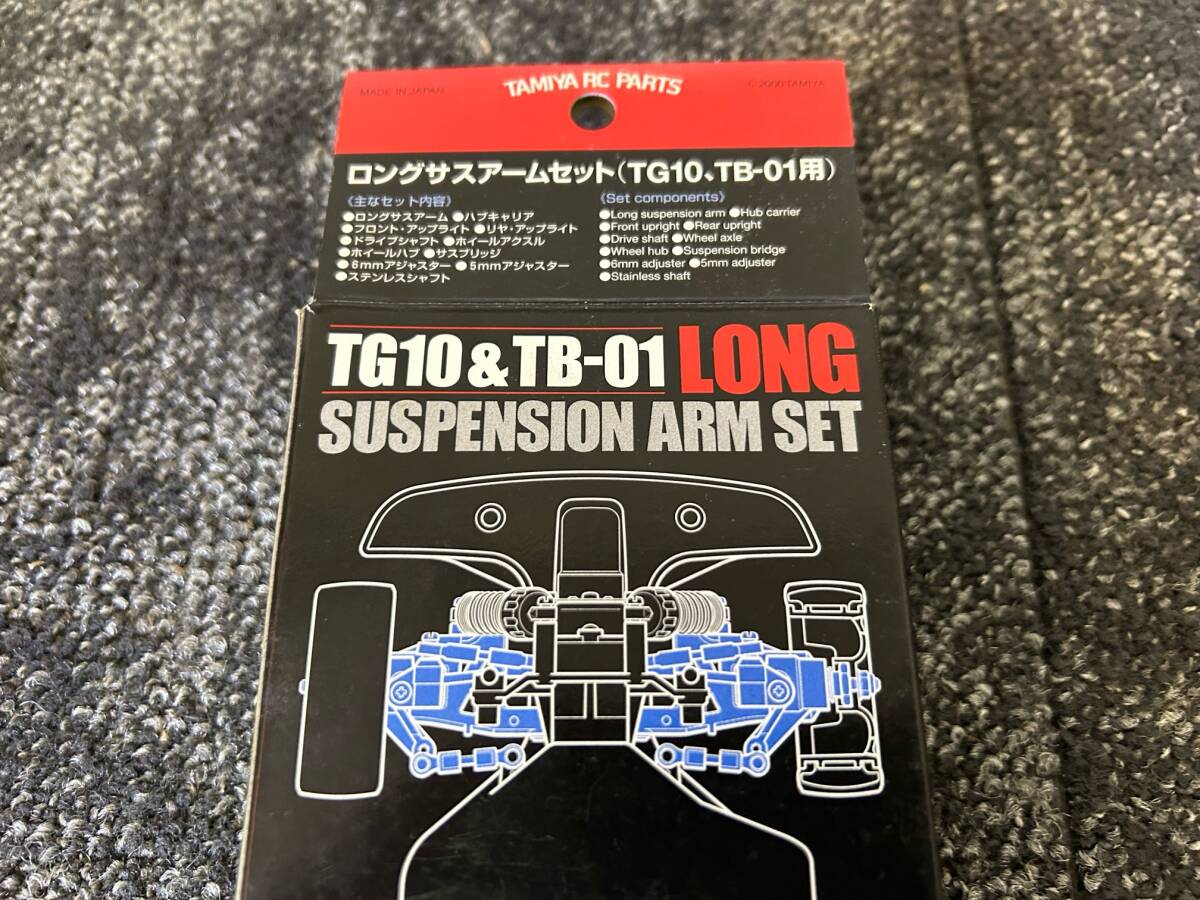 MADE IN JAPAN
TAMIYA RC PARTS
© 2000 TAMIYA
ロングサスアームセット(TG10、TB-01用)
《主なセット内容》
●ロングサスアーム ●ハブキャリア
●フロント・アップライト ●リヤ・アップライト
●ドライブシャフト ●ホイールアクスル
●ホイールハブ ●サスブリッジ
●6mmアジャスター ●5mmアジャスター
●ステンレスシャフト
《Set components》
●Long suspension arm ●Hub carrier
●Front upright ●Rear upright
●Drive shaft ●Wheel axle
●Wheel hub ●Suspension bridge
●6mm adjuster ●5mm adjuster
●Stainless shaft
TG10 & TB-01 LONG
SUSPENSION ARM SET